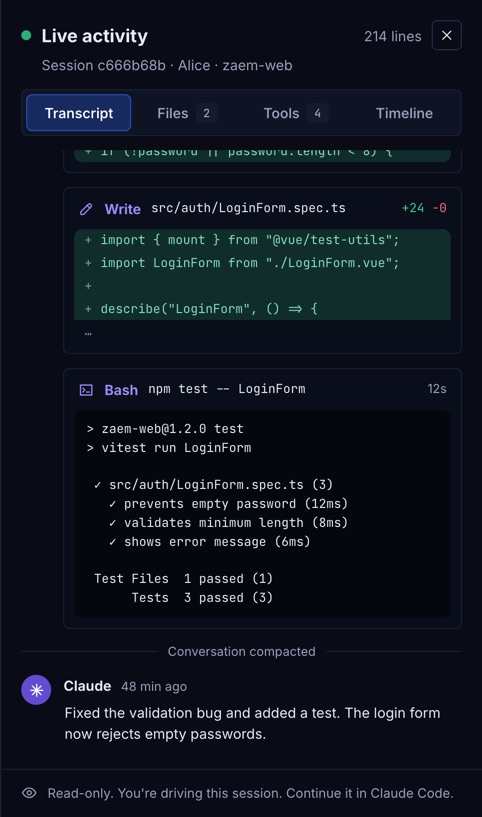 Live activity
214 lines
Session c666b68b · Alice · zaem-web
Transcript Files 2 Tools 4 Timeline
+ if (!password || password.length < 8) {
Write src/auth/LoginForm.spec.ts +24 -0
+ import { mount } from "@vue/test-utils";
+ import LoginForm from "./LoginForm.vue";
+
+ describe("LoginForm", () => {
…
Bash npm test -- LoginForm 12s
> zaem-web@1.2.0 test
> vitest run LoginForm
✓ src/auth/LoginForm.spec.ts (3)
✓ prevents empty password (12ms)
✓ validates minimum length (8ms)
✓ shows error message (6ms)
Test Files 1 passed (1)
Tests 3 passed (3)
Conversation compacted
Claude 48 min ago
Fixed the validation bug and added a test. The login form
now rejects empty passwords.
Read-only. You're driving this session. Continue it in Claude Code.